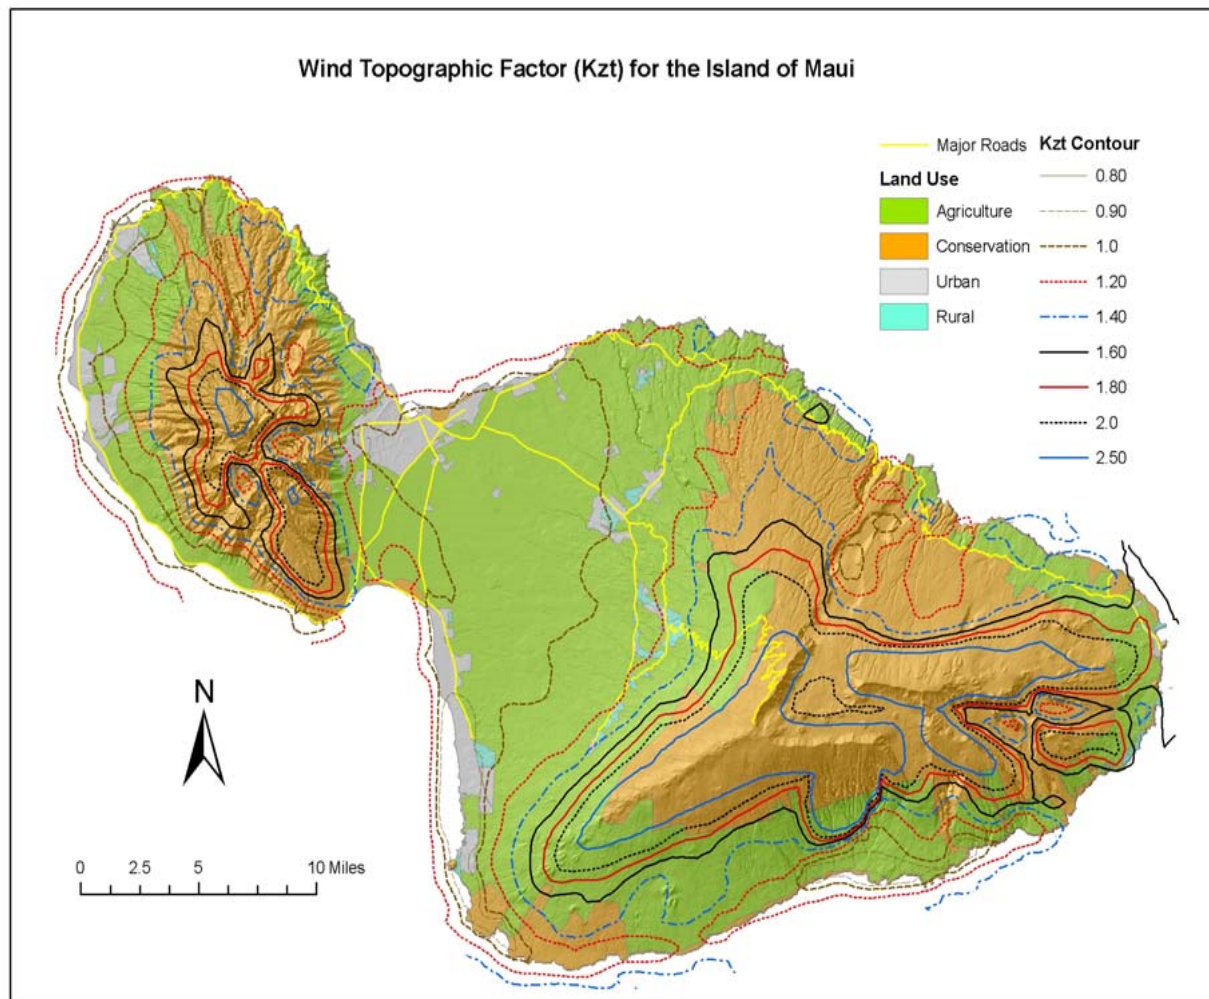 Wind Topographic Factor (Kzt) for the Island of Maui
Major Roads
Land Use
Agriculture
Conservation
Urban
Rural
Kzt Contour
0.80
0.90
1.0
1.20
1.40
1.60
1.80
2.0
2.50
N
0 2.5 5 10 Miles